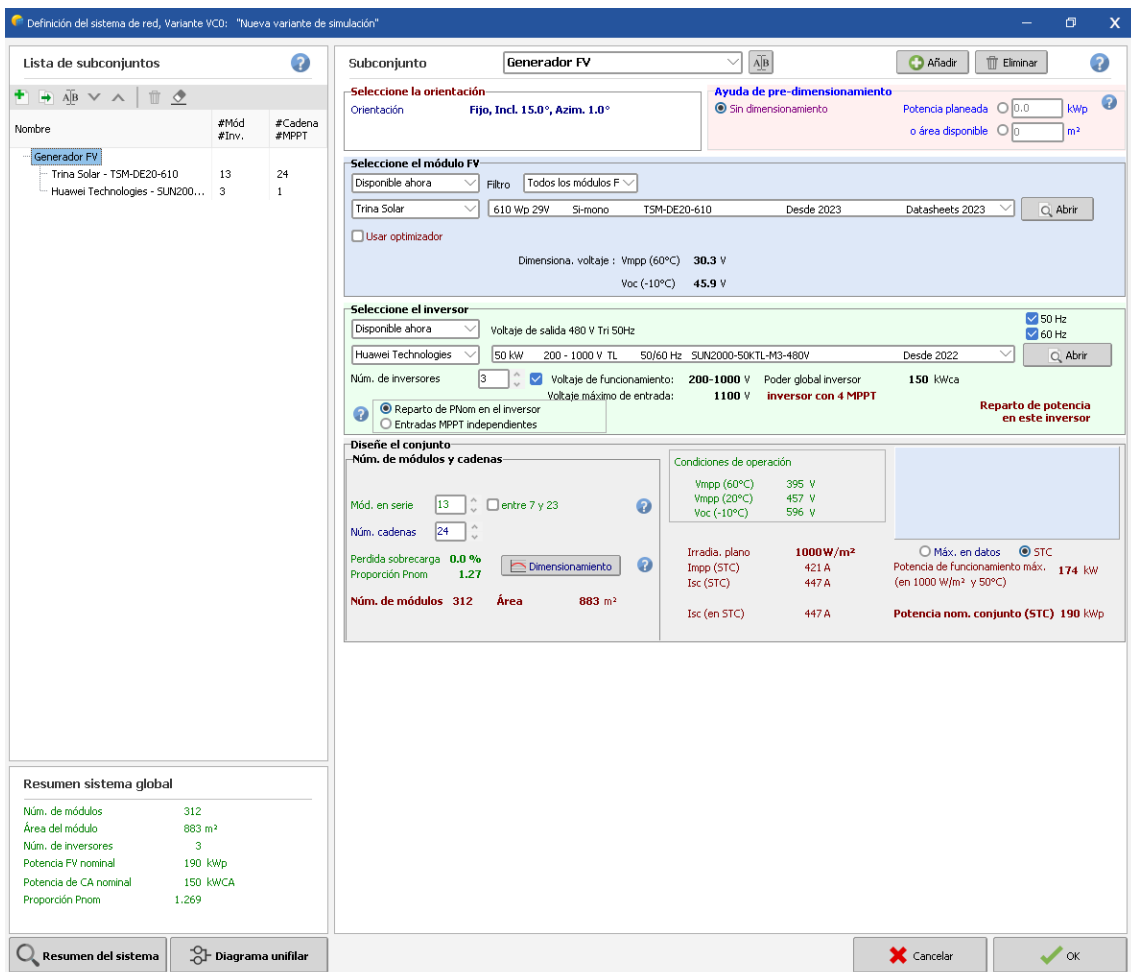 Definición del sistema de red, Variante VC0:   "Nueva variante de simulación"
Lista de subconjuntos
Nombre #Mód #Cadena
#Inv. #MPPT
Generador FV
Trina Solar - TSM-DE20-610 13 24
Huawei Technologies - SUN200... 3 1
Resumen sistema global
Núm. de módulos 312
Área del módulo 883 m²
Núm. de inversores 3
Potencia FV nominal 190 kWp
Potencia de CA nominal 150 kWCA
Proporción Pnom 1.269
Resumen del sistema
Diagrama unifilar
Subconjunto Generador FV Añadir Eliminar
Seleccione la orientación
Orientación Fijo, Incl. 15.0°, Azim. 1.0°
Ayuda de pre-dimensionamiento
Sin dimensionamiento Potencia planeada 0.0 kWp
o área disponible 0 m²
Seleccione el módulo FV
Disponible ahora Filtro Todos los módulos F
Trina Solar 610 Wp 29V Si-mono TSM-DE20-610 Desde 2023 Datasheets 2023 Abrir
Usar optimizador
Dimensiona. voltaje : Vmpp (60°C) 30.3 V
Voc (-10°C) 45.9 V
Seleccione el inversor
Disponible ahora Voltaje de salida 480 V Tri 50Hz 50 Hz
60 Hz
Huawei Technologies 50 kW 200 - 1000 V TL 50/60 Hz SUN2000-50KTL-M3-480V Desde 2022 Abrir
Núm. de inversores 3 Voltaje de funcionamiento: 200-1000 V Poder global inversor 150 kWca
Voltaje máximo de entrada: 1100 V inversor con 4 MPPT
Reparto de PNom en el inversor
Entradas MPPT independientes
Reparto de potencia
en este inversor
Diseñe el conjunto
Núm. de módulos y cadenas
Mód. en serie 13 entre 7 y 23
Núm. cadenas 24
Perdida sobrecarga 0.0 %
Proporción Pnom 1.27
Dimensionamiento
Núm. de módulos 312 Área 883 m²
Condiciones de operación
Vmpp (60°C) 395 V
Vmpp (20°C) 457 V
Voc (-10°C) 596 V
Irradia. plano 1000 W/m²
Impp (STC) 421 A
Isc (STC) 447 A
Isc (en STC) 447 A
Máx. en datos STC
Potencia de funcionamiento máx. 174 kW
(en 1000 W/m² y 50°C)
Potencia nom. conjunto (STC) 190 kWp
Cancelar OK